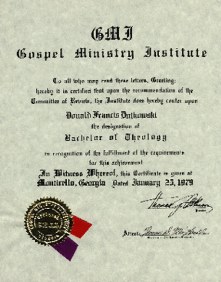 GMI
Gospel Ministry Institute
To all who may read these letters, Greeting:
hereby it is certified that upon the recommendation of the
Committee of Awards, the Institute does hereby confer upon
Donald Francis
the designation of
Bachelor of Theology
in recognition of the fulfillment of the requirements
for this achievement
In Witness Whereof, this Certificate is given at
Monticello, Georgia Dated January 25, 1979
Attest: